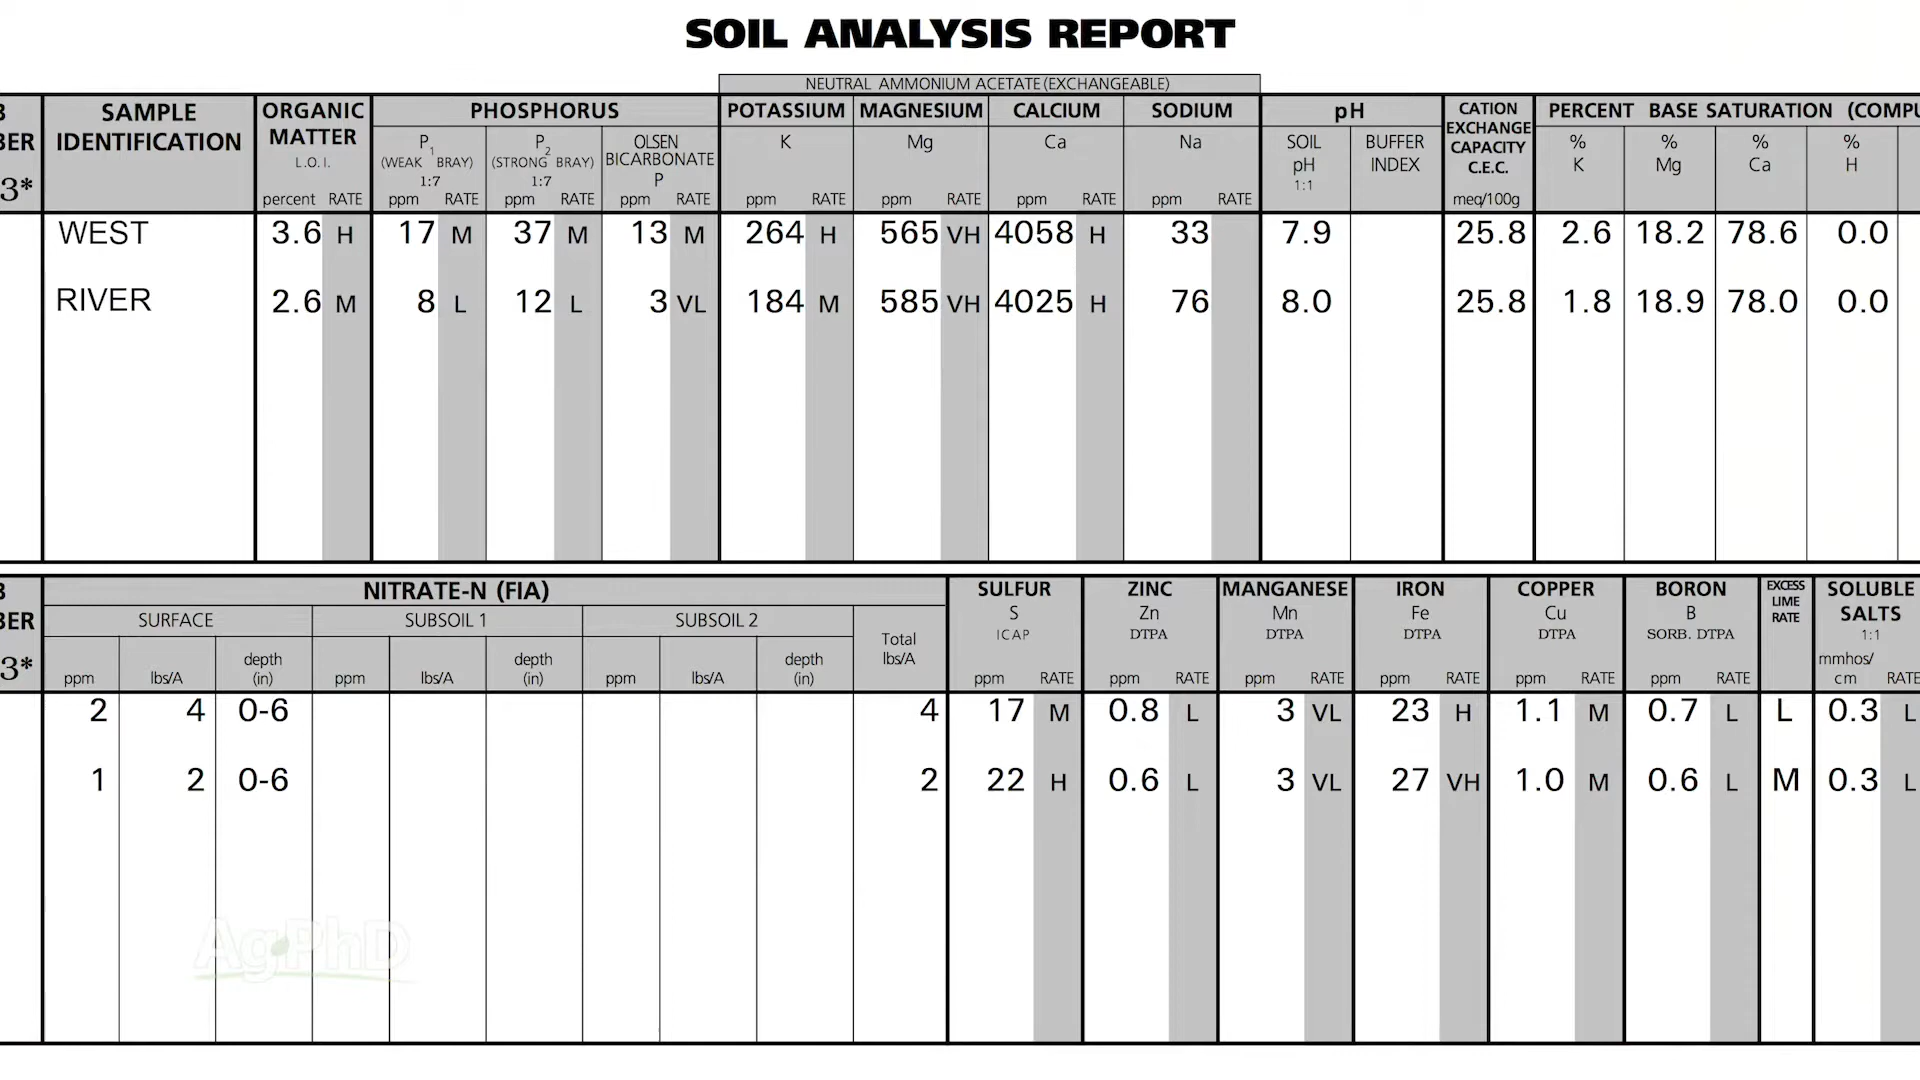 SOIL ANALYSIS REPORT
NEUTRAL AMMONIUM ACETATE (EXCHANGEABLE)
3 SAMPLE ORGANIC PHOSPHORUS POTASSIUM MAGNESIUM CALCIUM SODIUM pH CATION PERCENT BASE SATURATION (COMPU
BER IDENTIFICATION MATTER P1 P2 OLSEN K Mg Ca Na SOIL BUFFER EXCHANGE % % % %
L.O.I. (WEAK BRAY) (STRONG BRAY) BICARBONATE pH INDEX CAPACITY K Mg Ca H
3* 1:7 1:7 P 1:1 C.E.C.
percent RATE ppm RATE ppm RATE ppm RATE ppm RATE ppm RATE ppm RATE ppm RATE meq/100g
WEST 3.6 H 17 M 37 M 13 M 264 H 565 VH 4058 H 33 7.9 25.8 2.6 18.2 78.6 0.0
RIVER 2.6 M 8 L 12 L 3 VL 184 M 585 VH 4025 H 76 8.0 25.8 1.8 18.9 78.0 0.0
3 NITRATE-N (FIA) SULFUR ZINC MANGANESE IRON COPPER BORON EXCESS SOLUBLE
BER SURFACE SUBSOIL 1 SUBSOIL 2 S Zn Mn Fe Cu B LIME SALTS
Total ICAP DTPA DTPA DTPA DTPA SORB. DTPA RATE 1:1
3* depth depth depth lbs/A mmhos/
ppm lbs/A (in) ppm lbs/A (in) ppm lbs/A (in) ppm RATE ppm RATE ppm RATE ppm RATE ppm RATE ppm RATE cm RATE
2 4 0-6 4 17 M 0.8 L 3 VL 23 H 1.1 M 0.7 L L 0.3 L
1 2 0-6 2 22 H 0.6 L 3 VL 27 VH 1.0 M 0.6 L M 0.3 L
AgPhD